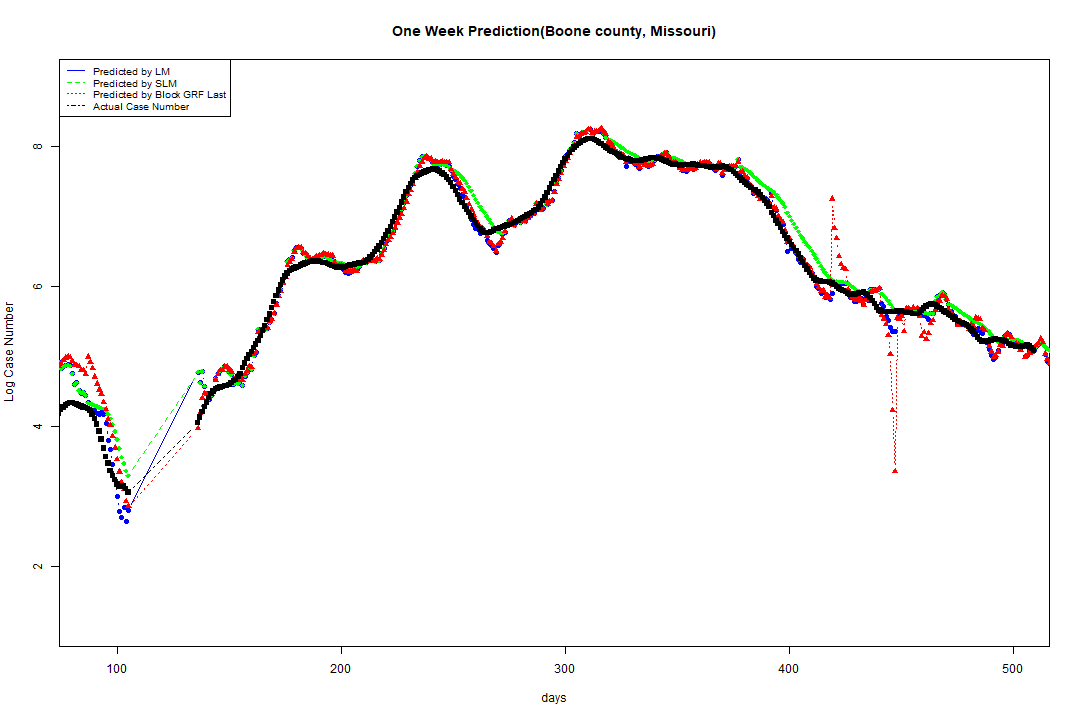 One Week Prediction(Boone county, Missouri)
Predicted by LM
Predicted by SLM
Predicted by Block GRF Last
Actual Case Number
8
6
4
2
Log Case Number
100 200 300 400 500
days